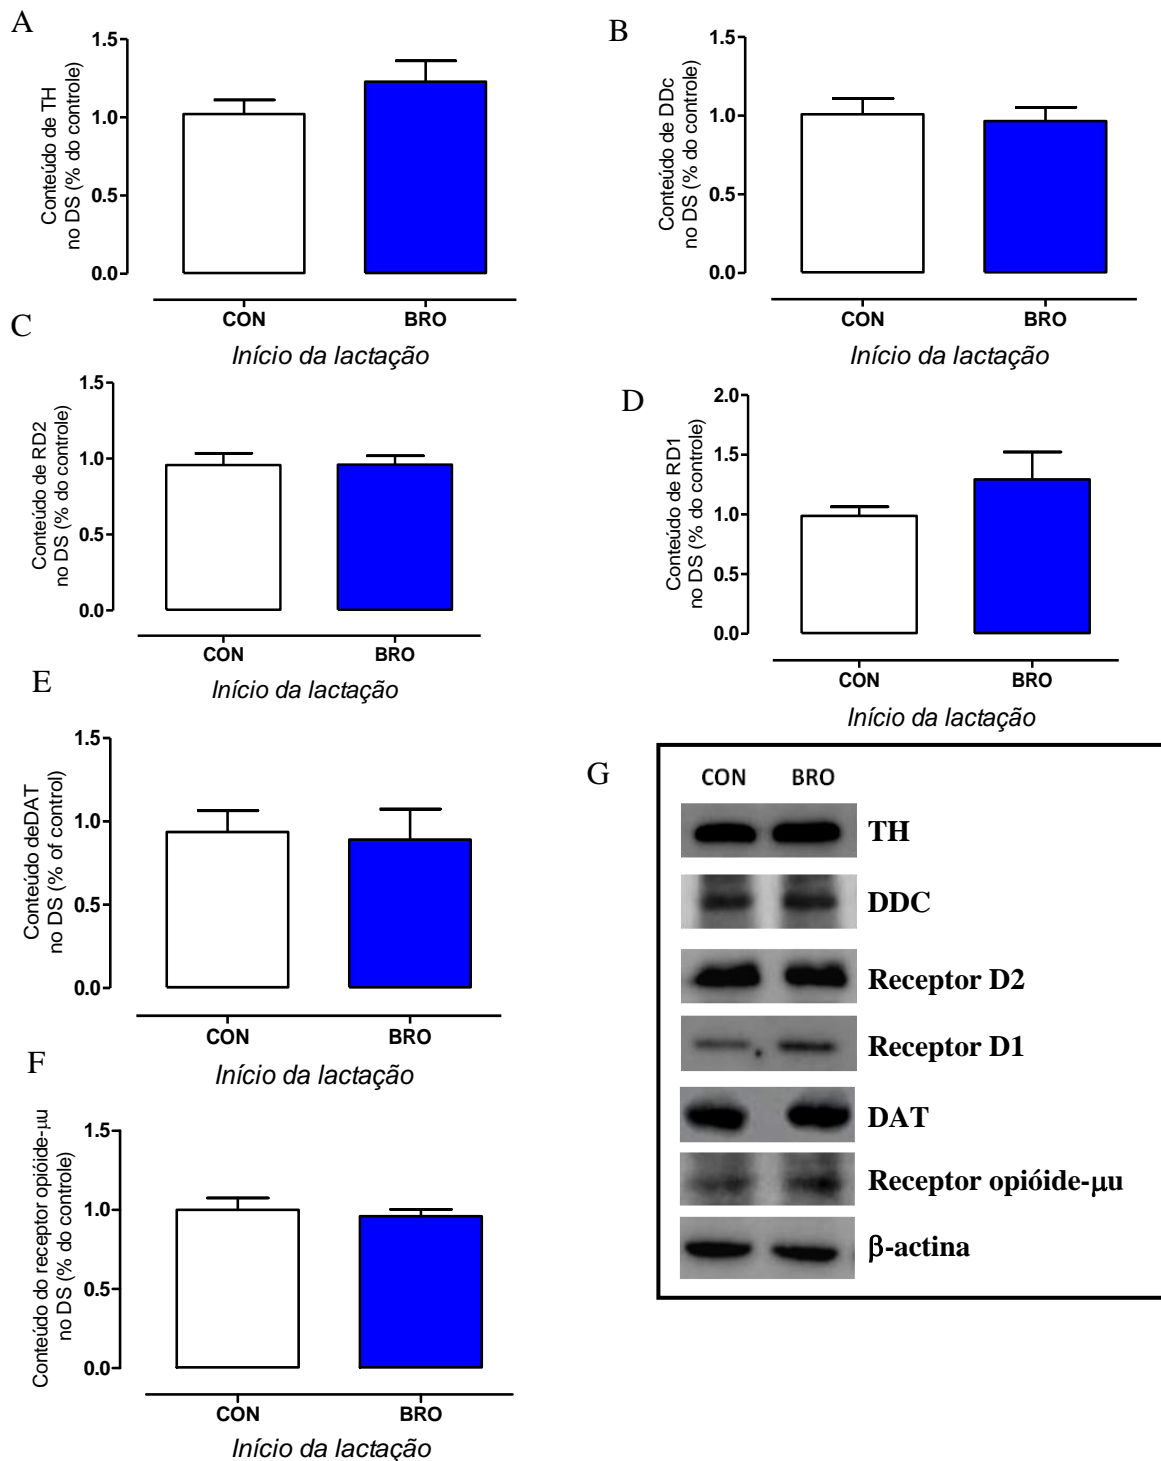 A
Conteúdo de TH
no DS (% do controle)
1.5
1.0
0.5
0.0
CON BRO
Início da lactação
B
Conteúdo de DDc
no DS (% do controle)
1.5
1.0
0.5
0.0
CON BRO
Início da lactação
C
Conteúdo de RD2
no DS (% do controle)
1.5
1.0
0.5
0.0
CON BRO
Início da lactação
D
Conteúdo de RD1
no DS (% do controle)
2.0
1.5
1.0
0.5
0.0
CON BRO
Início da lactação
E
Conteúdo deDAT
no DS (% of control)
1.5
1.0
0.5
0.0
CON BRO
Início da lactação
F
Conteúdo do receptor opióide-μu
no DS (% do controle)
1.5
1.0
0.5
0.0
CON BRO
Início da lactação
G
CON BRO
TH
DDC
Receptor D2
Receptor D1
DAT
Receptor opióide-μu
β-actina